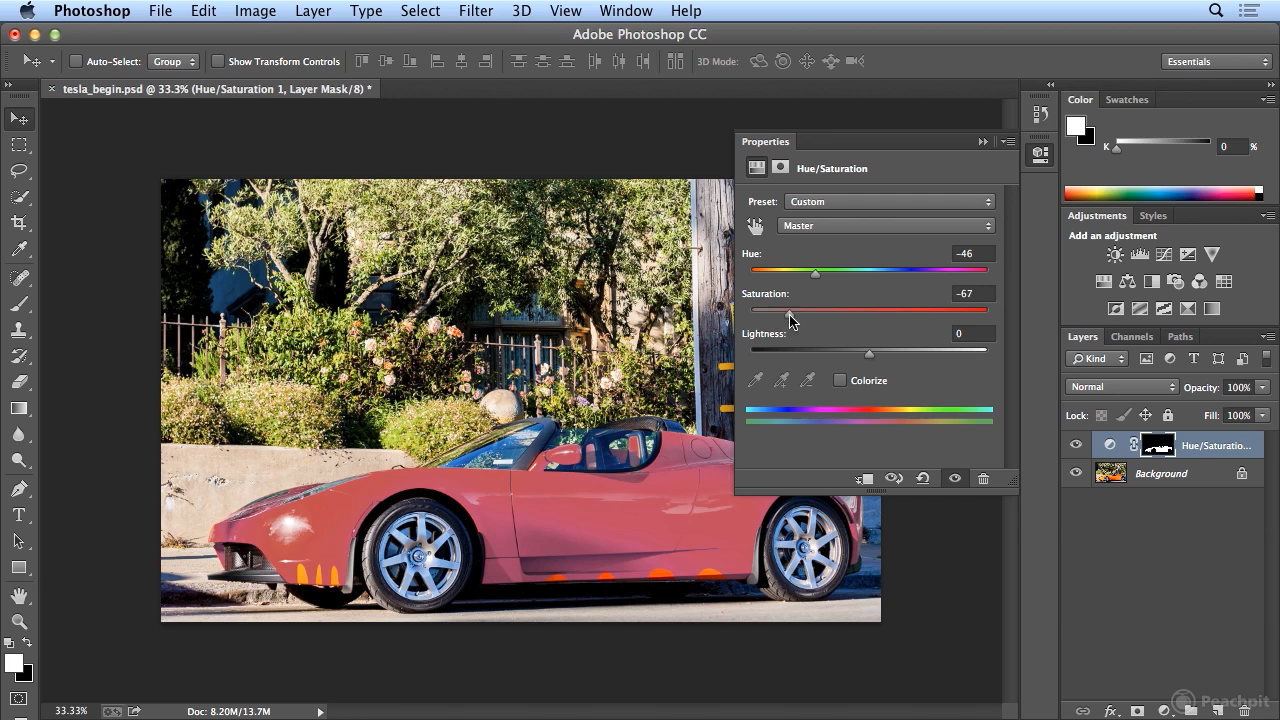 Photoshop File Edit Image Layer Type Select Filter 3D View Window Help
Adobe Photoshop CC
Auto-Select: Group Show Transform Controls 3D Mode: Essentials
× tesla_begin.psd @ 33.3% (Hue/Saturation 1, Layer Mask/8) *
Properties
Hue/Saturation
Preset: Custom
Master
Hue: -46
Saturation: -67
Lightness: 0
Colorize
Color Swatches
K 0 %
Adjustments Styles
Add an adjustment
Layers Channels Paths
Kind
Normal Opacity: 100%
Lock: Fill: 100%
Hue/Saturatio...
Background
33.33% Doc: 8.20M/13.7M
fx
Peachpit